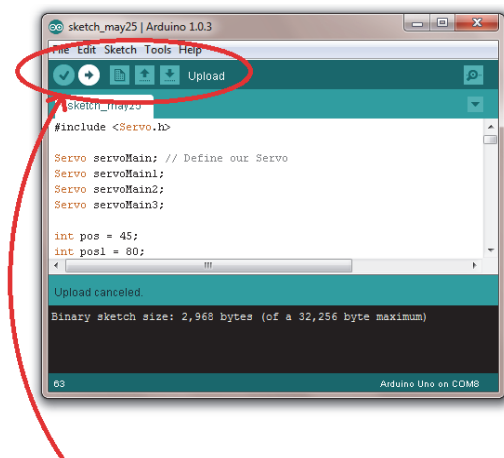 sketch_may25 | Arduino 1.0.3
File Edit Sketch Tools Help
Upload
sketch_may25
#include <Servo.h>
Servo servoMain; // Define our Servo
Servo servoMain1;
Servo servoMain2;
Servo servoMain3;
int pos = 45;
int pos1 = 80;
Upload canceled.
Binary sketch size: 2,968 bytes (of a 32,256 byte maximum)
63 Arduino Uno on COM8